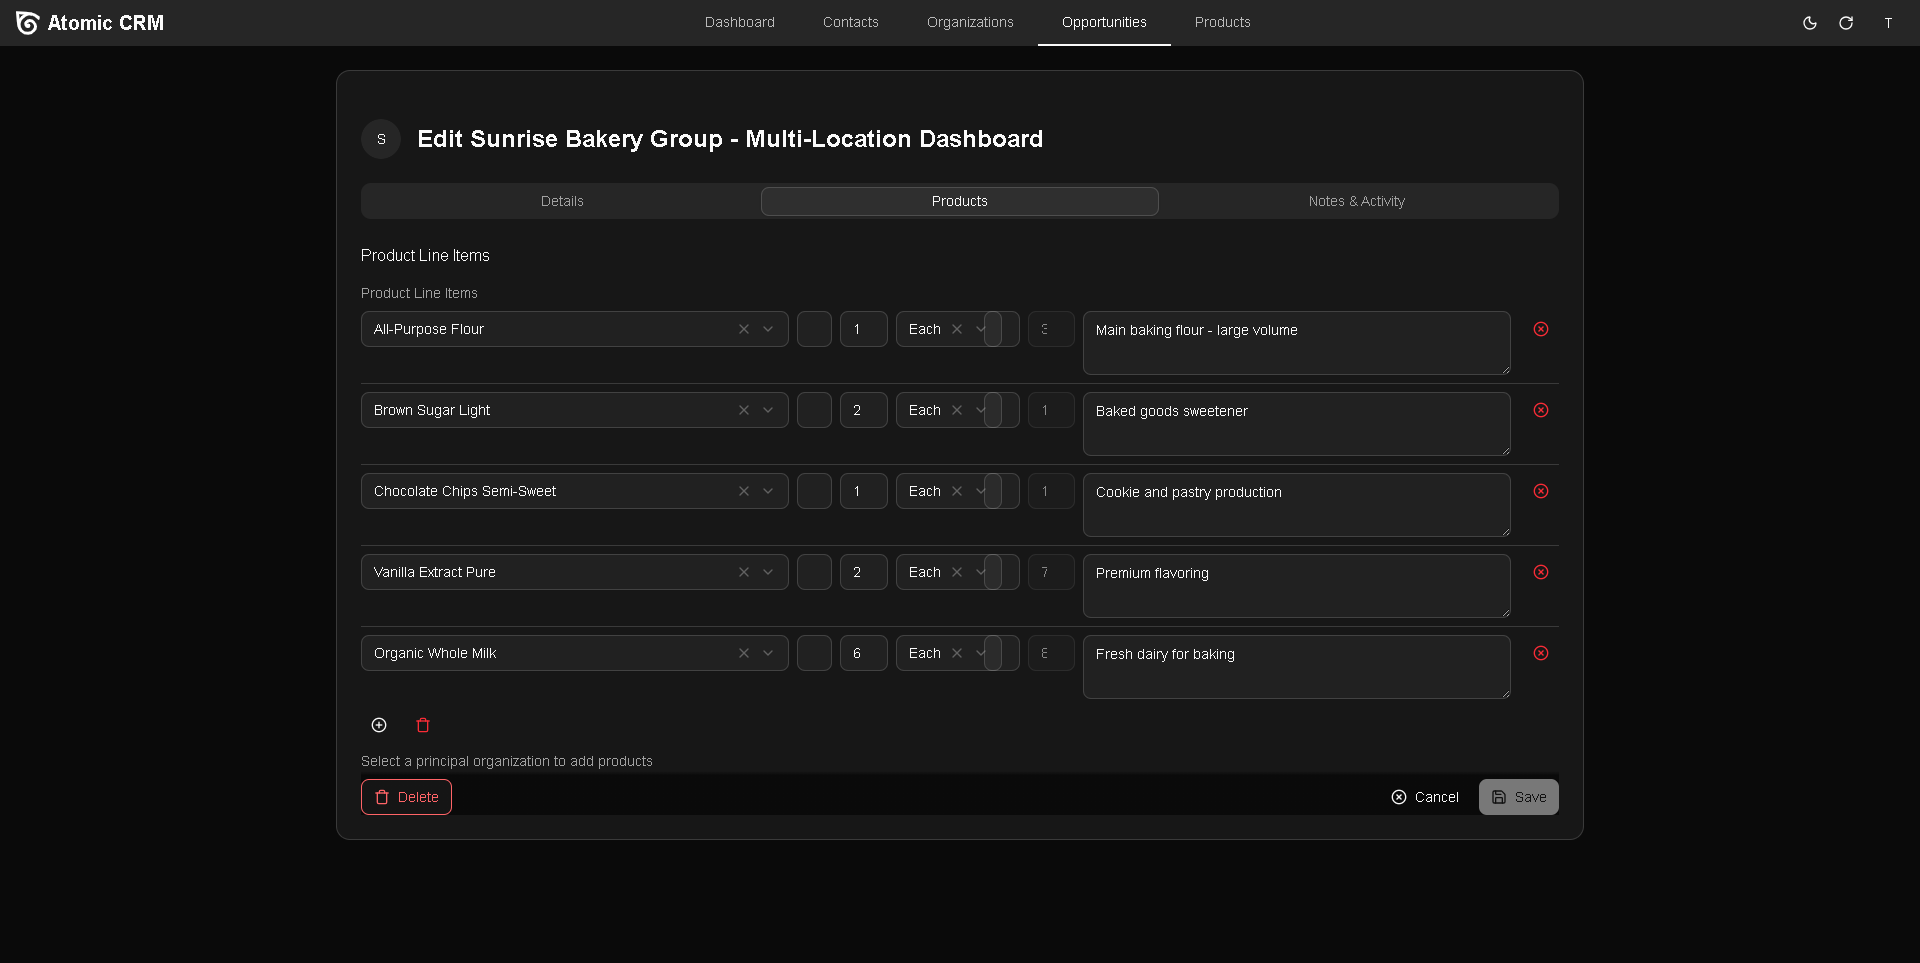 Atomic CRM
Dashboard Contacts Organizations Opportunities Products T
S Edit Sunrise Bakery Group - Multi-Location Dashboard
Details Products Notes & Activity
Product Line Items
Product Line Items
All-Purpose Flour 1 Each 3 Main baking flour - large volume
Brown Sugar Light 2 Each 1 Baked goods sweetener
Chocolate Chips Semi-Sweet 1 Each 1 Cookie and pastry production
Vanilla Extract Pure 2 Each 7 Premium flavoring
Organic Whole Milk 6 Each 8 Fresh dairy for baking
Select a principal organization to add products
Delete Cancel Save